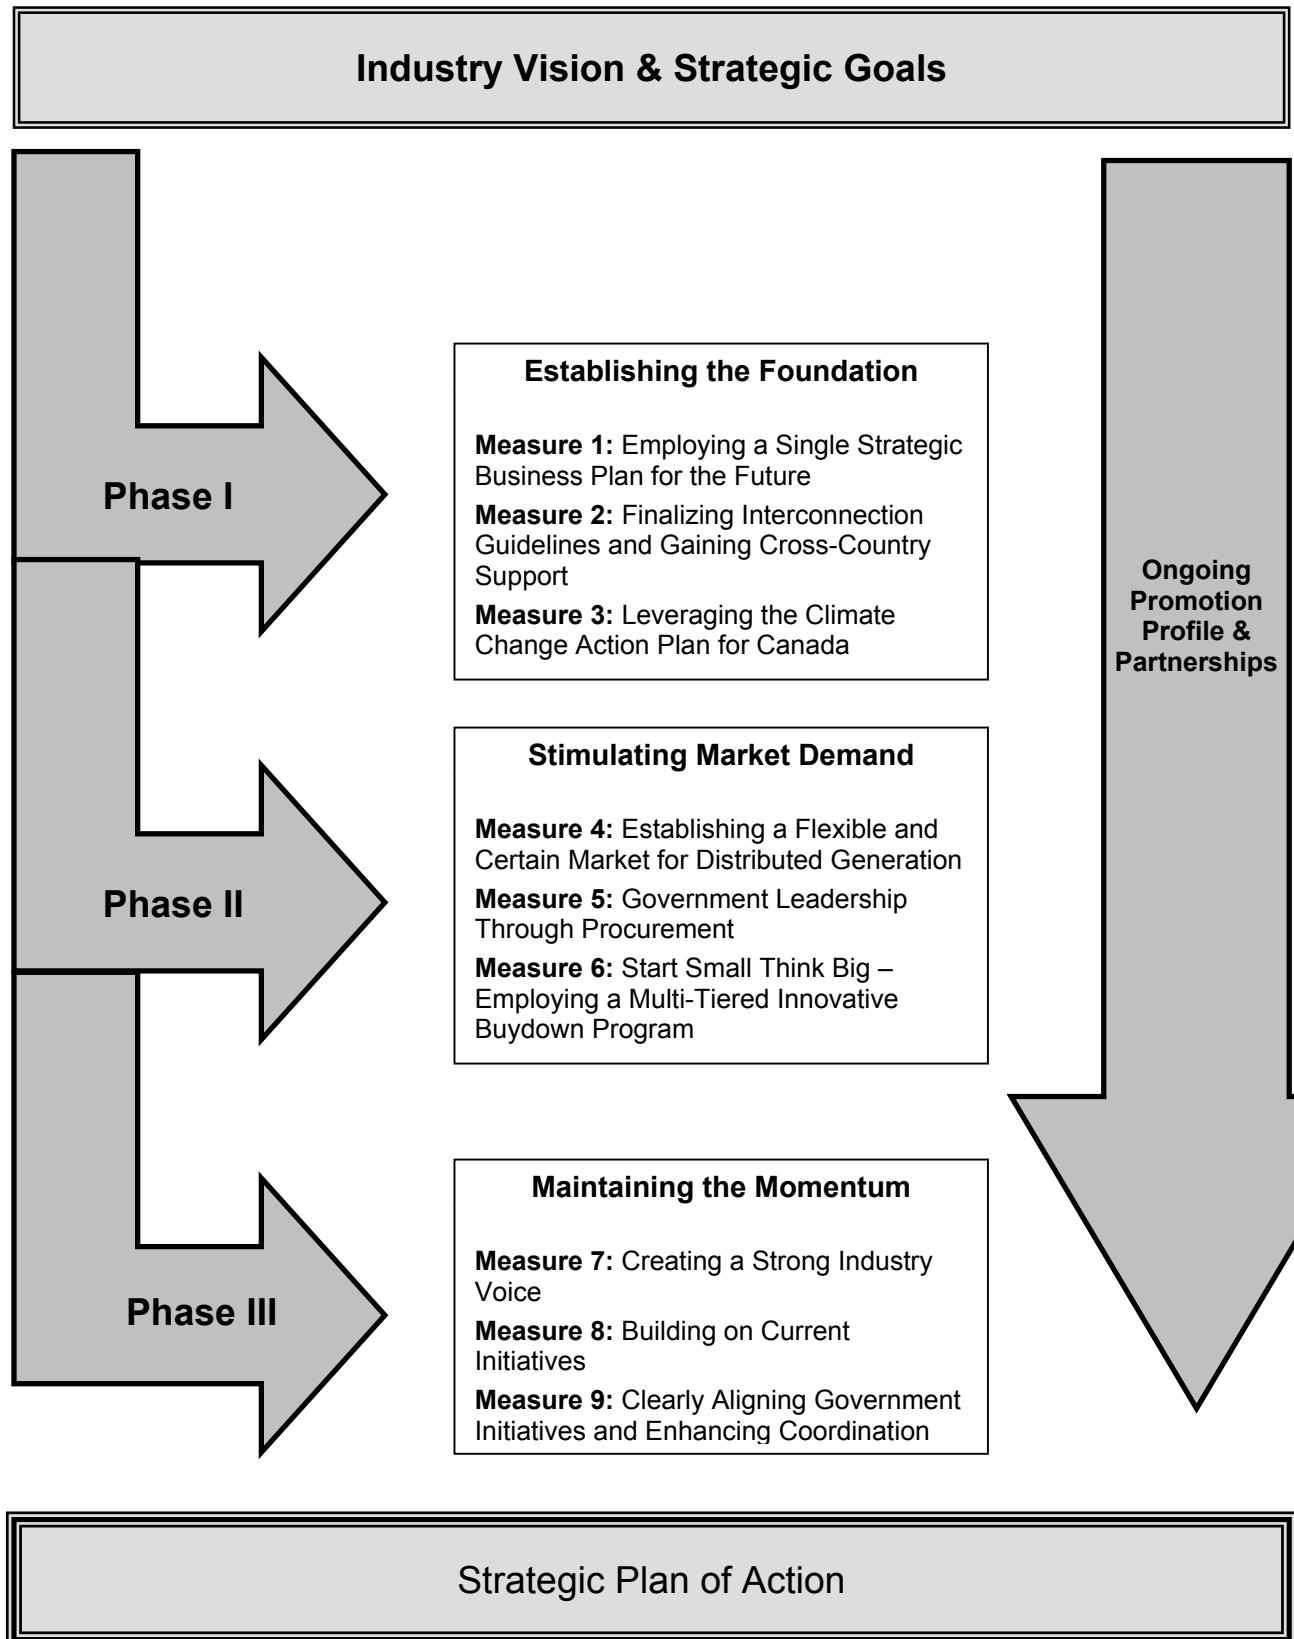 Industry Vision & Strategic Goals
Phase I
Establishing the Foundation
Measure 1: Employing a Single Strategic
Business Plan for the Future
Measure 2: Finalizing Interconnection
Guidelines and Gaining Cross-Country
Support
Measure 3: Leveraging the Climate
Change Action Plan for Canada
Ongoing
Promotion
Profile &
Partnerships
Phase II
Stimulating Market Demand
Measure 4: Establishing a Flexible and
Certain Market for Distributed Generation
Measure 5: Government Leadership
Through Procurement
Measure 6: Start Small Think Big –
Employing a Multi-Tiered Innovative
Buydown Program
Phase III
Maintaining the Momentum
Measure 7: Creating a Strong Industry
Voice
Measure 8: Building on Current
Initiatives
Measure 9: Clearly Aligning Government
Initiatives and Enhancing Coordination
Strategic Plan of Action